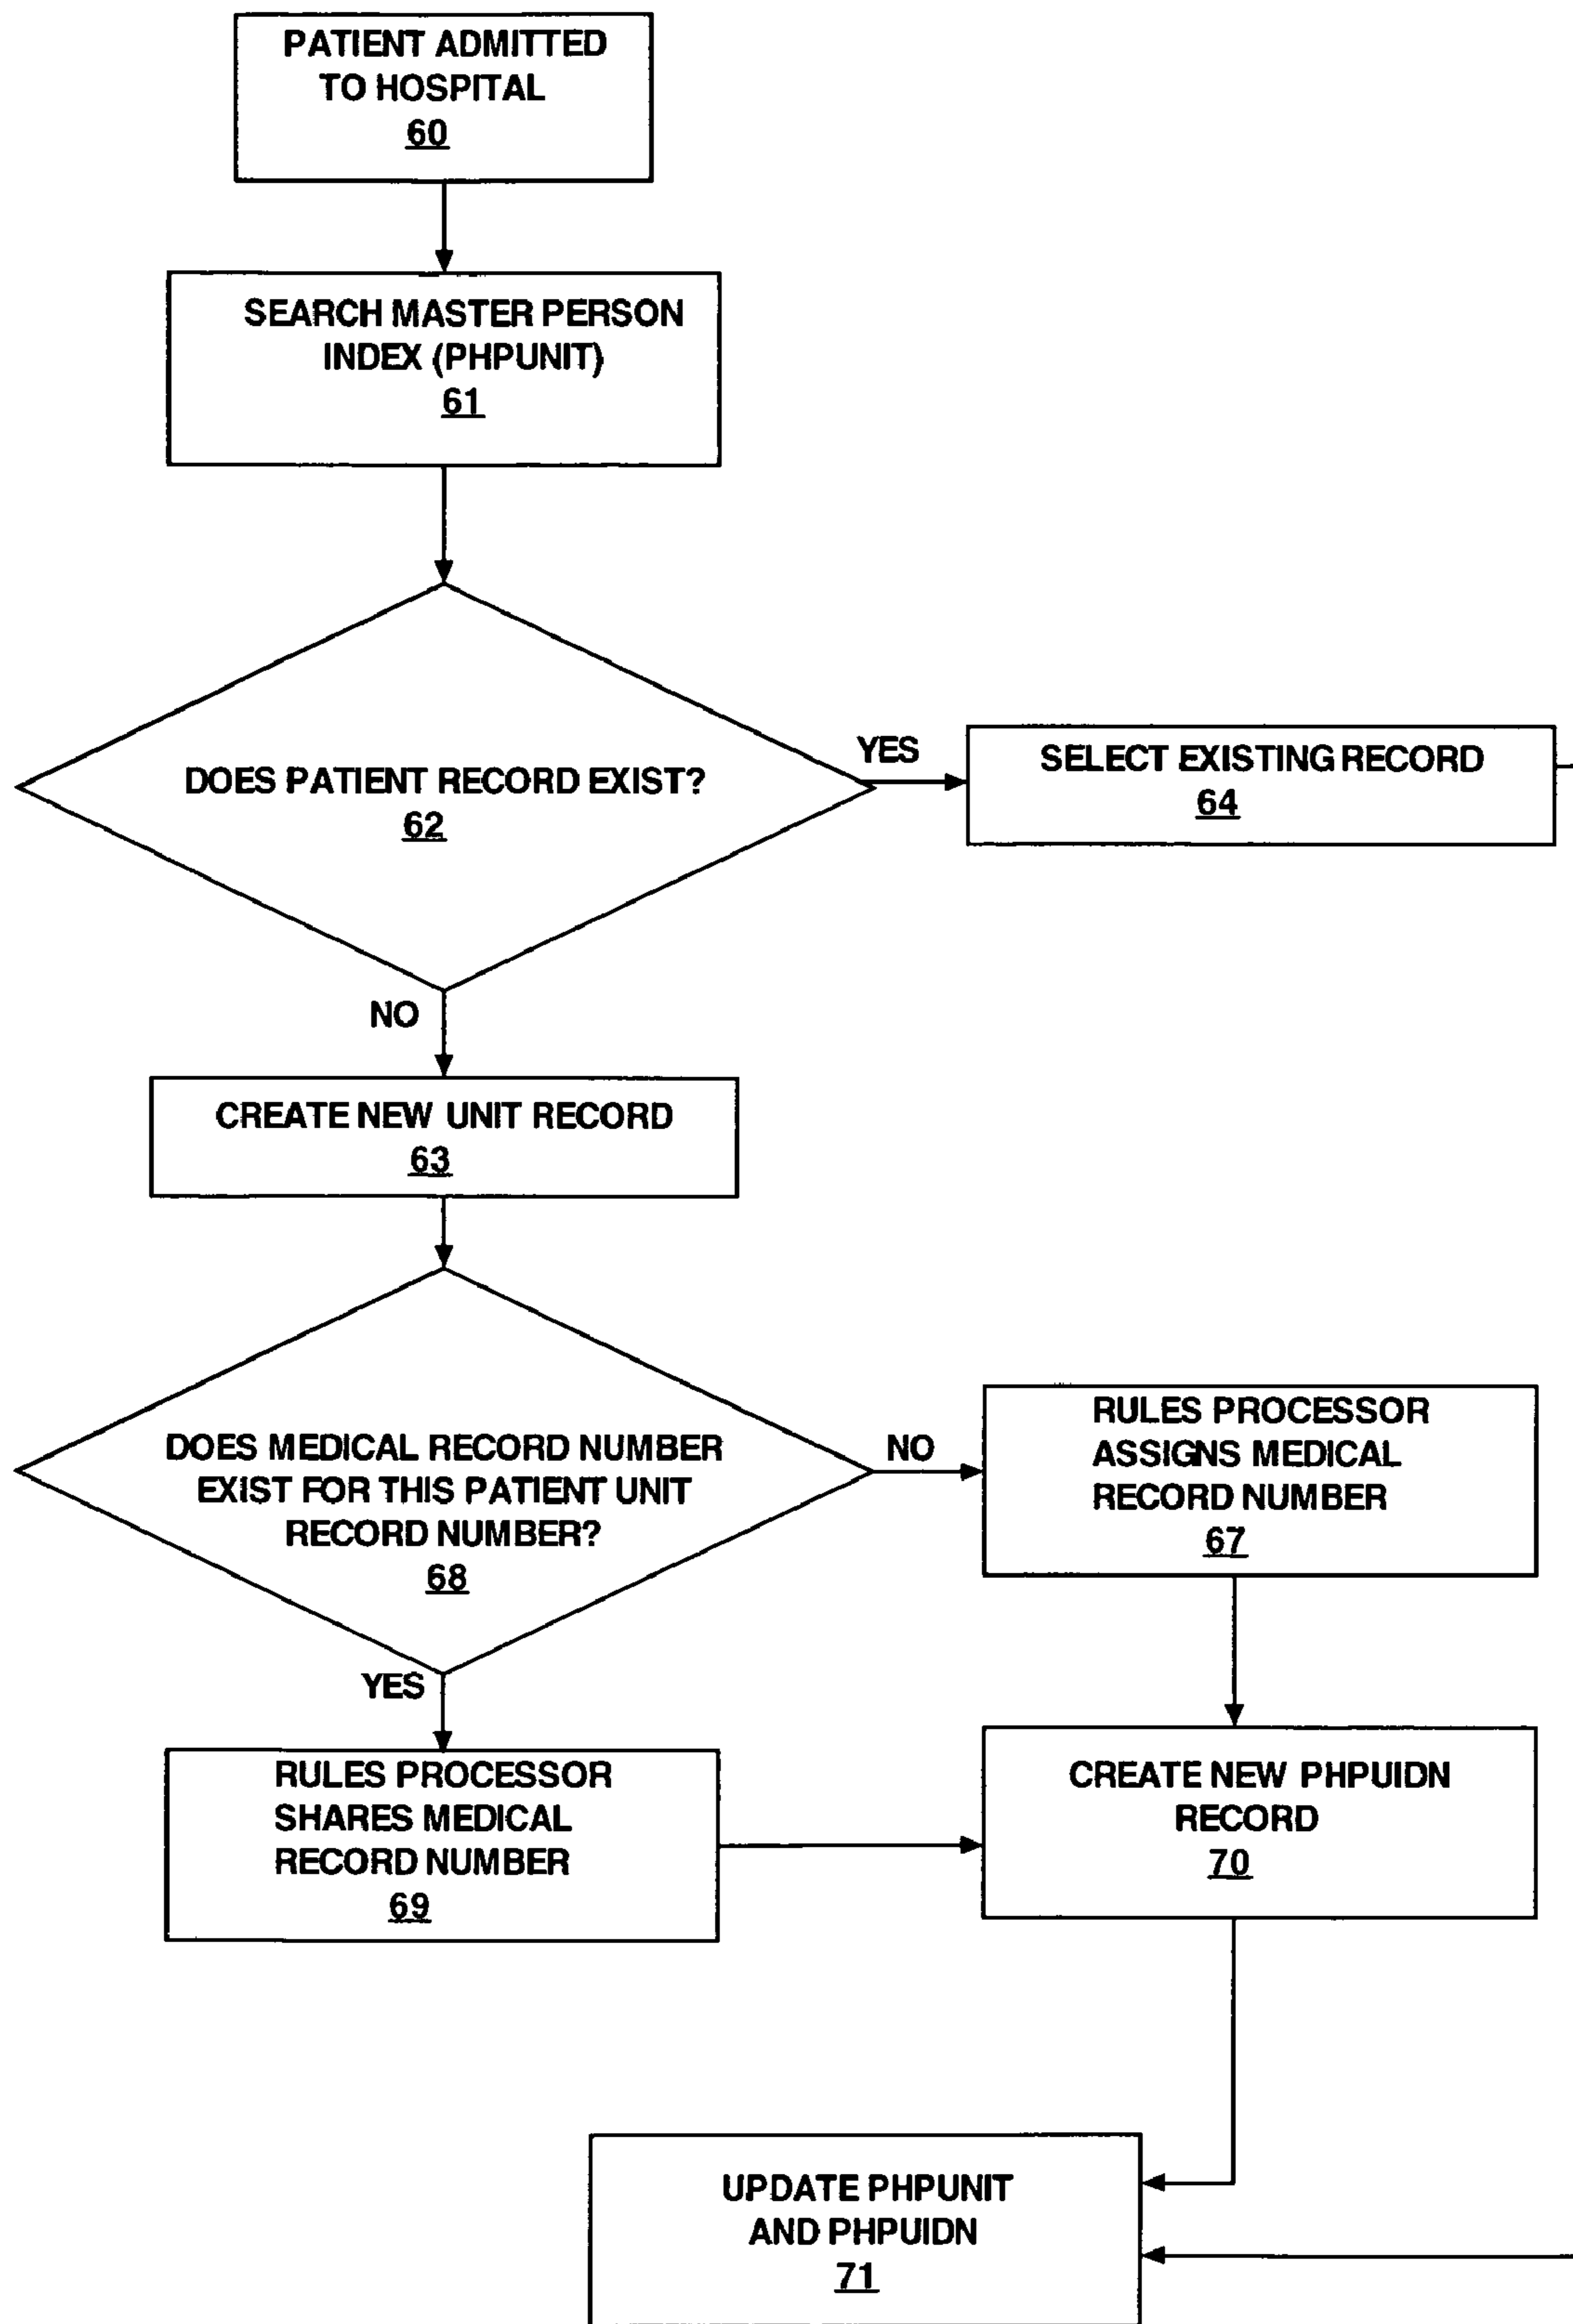 PATIENT ADMITTED
TO HOSPITAL
60
SEARCH MASTER PERSON
INDEX (PHPUNIT)
61
DOES PATIENT RECORD EXIST?
62
YES
SELECT EXISTING RECORD
64
NO
CREATE NEW UNIT RECORD
63
DOES MEDICAL RECORD NUMBER
EXIST FOR THIS PATIENT UNIT
RECORD NUMBER?
68
NO
RULES PROCESSOR
ASSIGNS MEDICAL
RECORD NUMBER
67
YES
RULES PROCESSOR
SHARES MEDICAL
RECORD NUMBER
69
CREATE NEW PHPUIDN
RECORD
70
UPDATE PHPUNIT
AND PHPUIDN
71